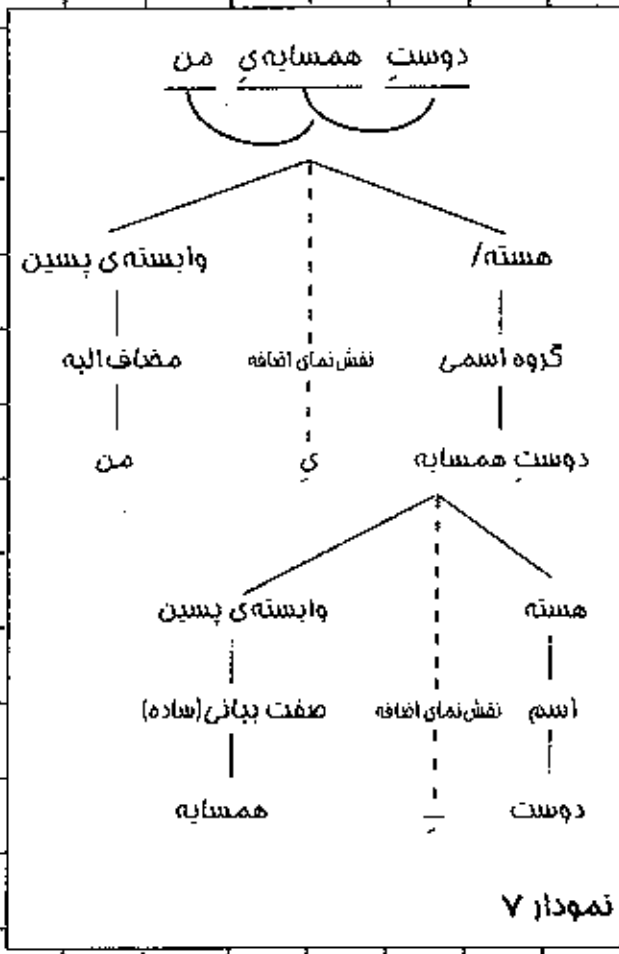 دوستِ همسایه‌یِ من
هسته/ وابسته‌ی پسین
گروه اسمی نقش‌نمای اضافه مضاف‌الیه
دوستِ همسایه یِ من
هسته وابسته‌ی پسین
اسم نقش‌نمای اضافه صفت بیانی (ساده)
دوست ـِ همسایه
نمودار ۷